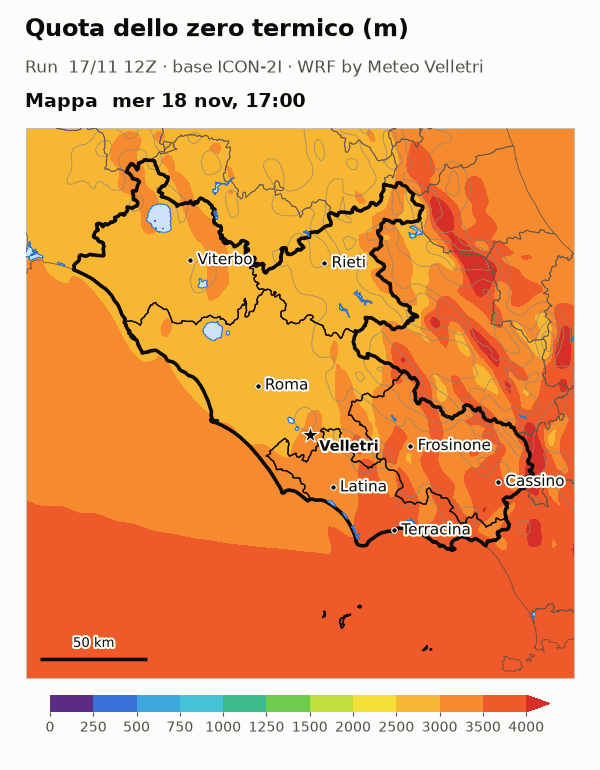 Quota dello zero termico (m)
Run  17/11 12Z · base ICON-2I · WRF by Meteo Velletri
Mappa  mer 18 nov, 17:00
Viterbo
Rieti
Roma
Velletri
Frosinone
Cassino
Latina
Terracina
50 km
0 250 500 750 1000 1250 1500 2000 2500 3000 3500 4000